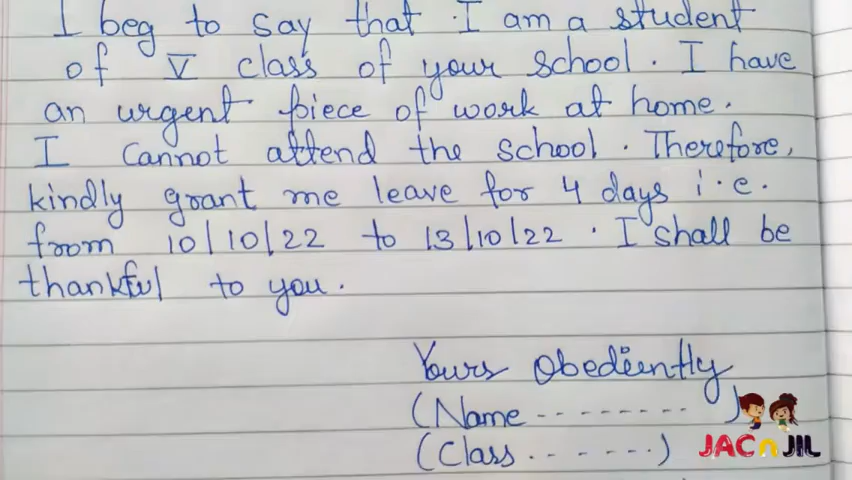 I beg to say that I am a student
of V class of your school. I have
an urgent piece of work at home.
I cannot attend the school. Therefore,
kindly grant me leave for 4 days i.e.
from 10/10/22 to 13/10/22. I shall be
thankful to you.
Yours Obediently
(Name --------)
(Class. - - - - - -)
JAC n JIL